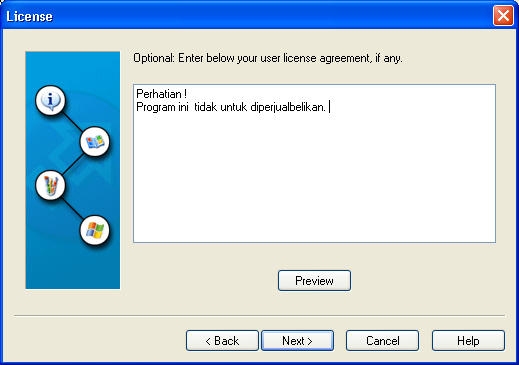 License
Optional: Enter below your user license agreement, if any.
Perhatian !
Program ini  tidak untuk diperjualbelikan.
Preview
< Back
Next >
Cancel
Help